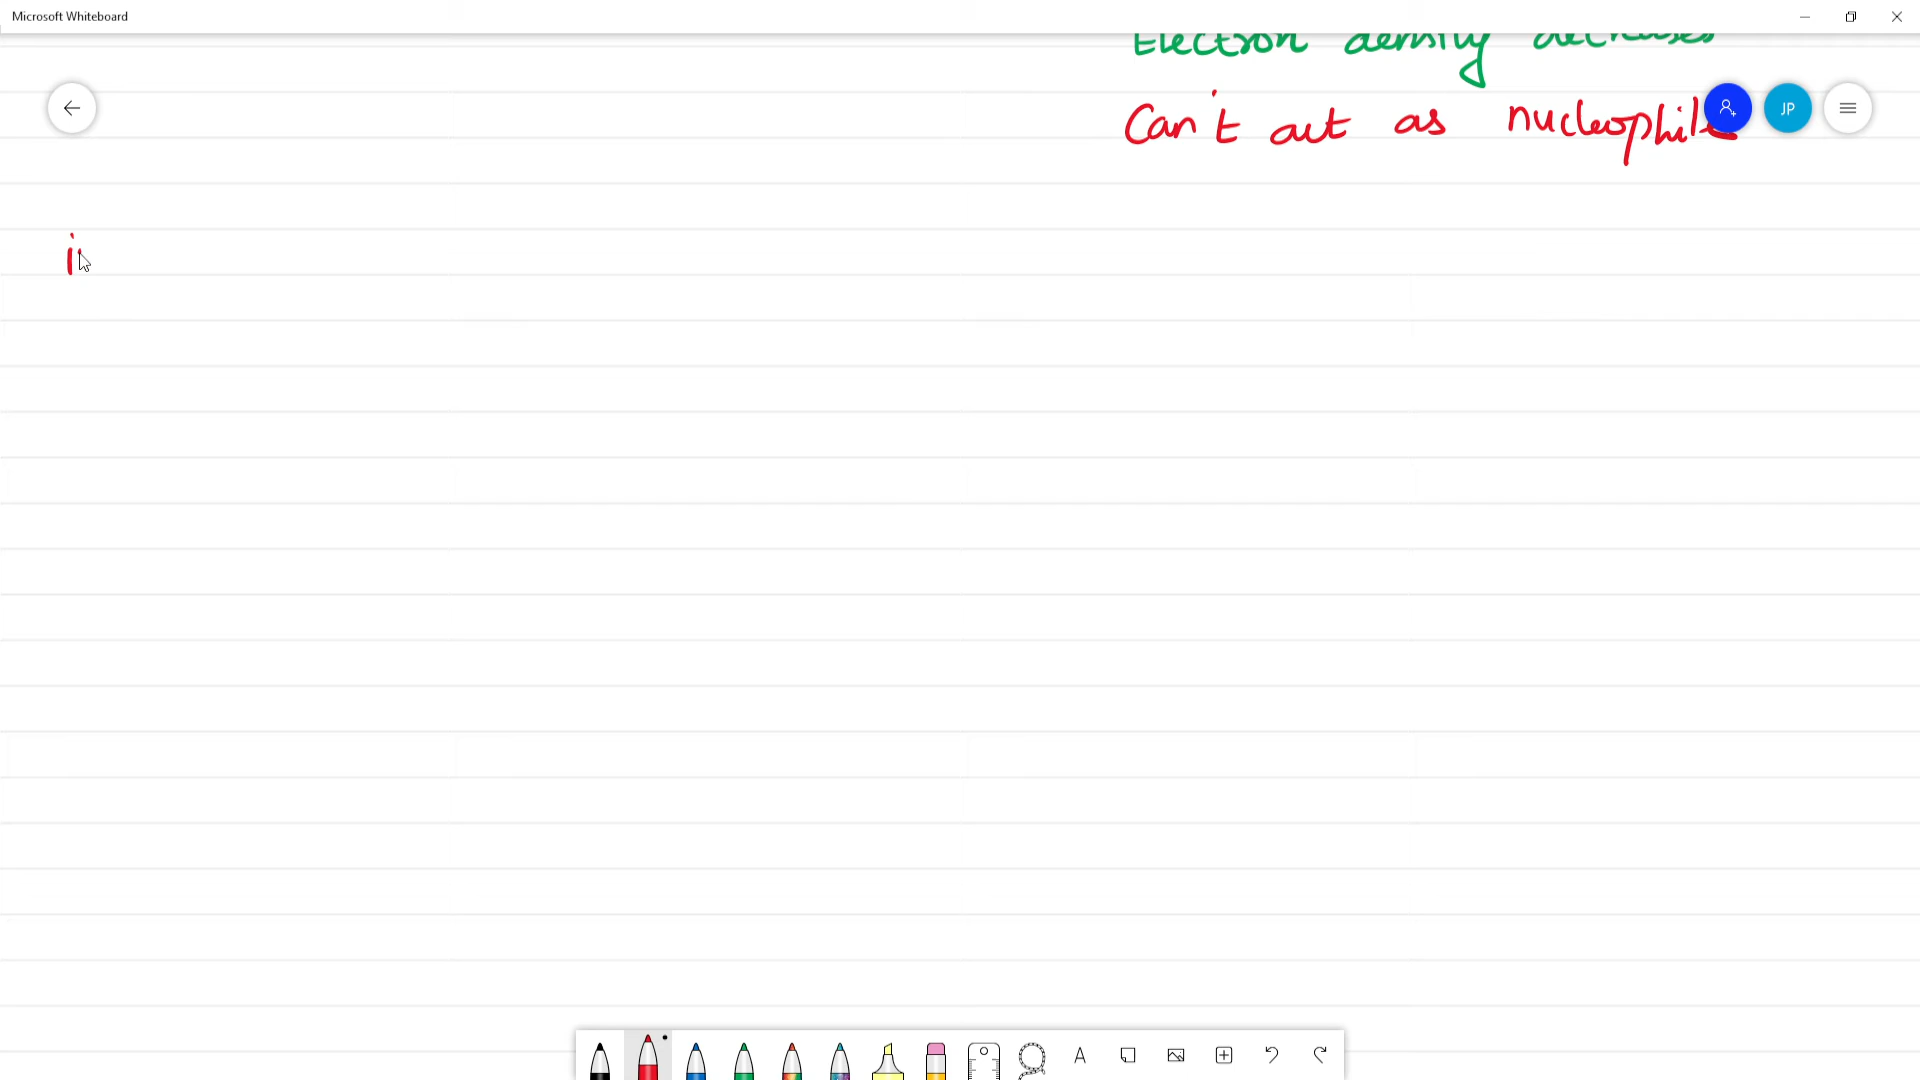 Microsoft Whiteboard
Electron density decreases
Can't act as nucleophile
JP
i
A